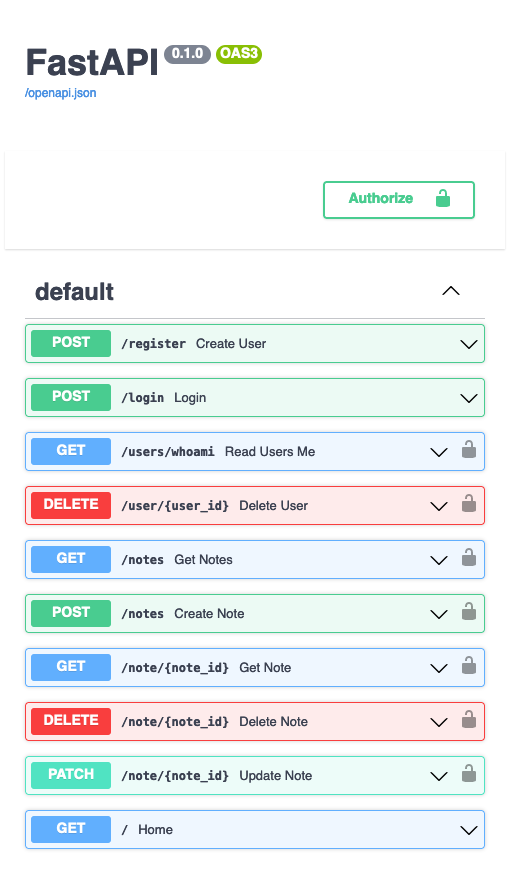 FastAPI 0.1.0 OAS3
/openapi.json
Authorize
default
POST /register Create User
POST /login Login
GET /users/whoami Read Users Me
DELETE /user/{user_id} Delete User
GET /notes Get Notes
POST /notes Create Note
GET /note/{note_id} Get Note
DELETE /note/{note_id} Delete Note
PATCH /note/{note_id} Update Note
GET / Home